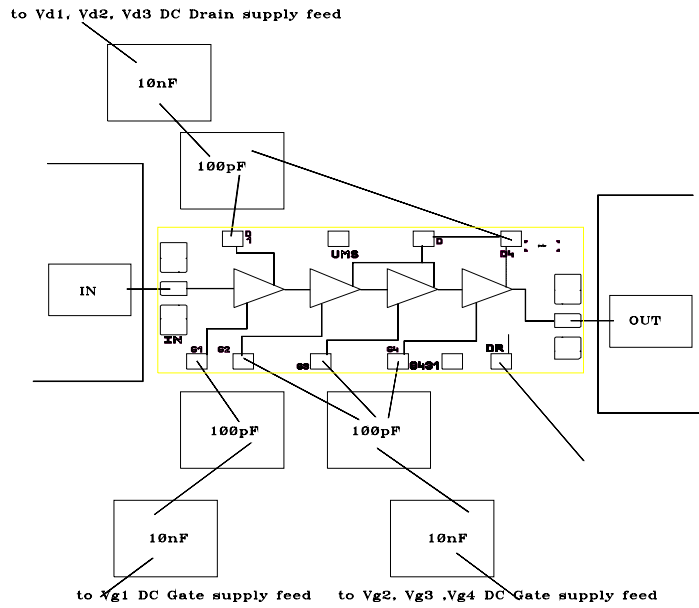 to Vd1, Vd2, Vd3 DC Drain supply feed
10nF
100pF
D1
D
UMS
D4
IN
OUT
IN
G1
G2
G3
G4
8491
DR
100pF
100pF
10nF
10nF
to Vg1 DC Gate supply feed
to Vg2, Vg3 ,Vg4 DC Gate supply feed